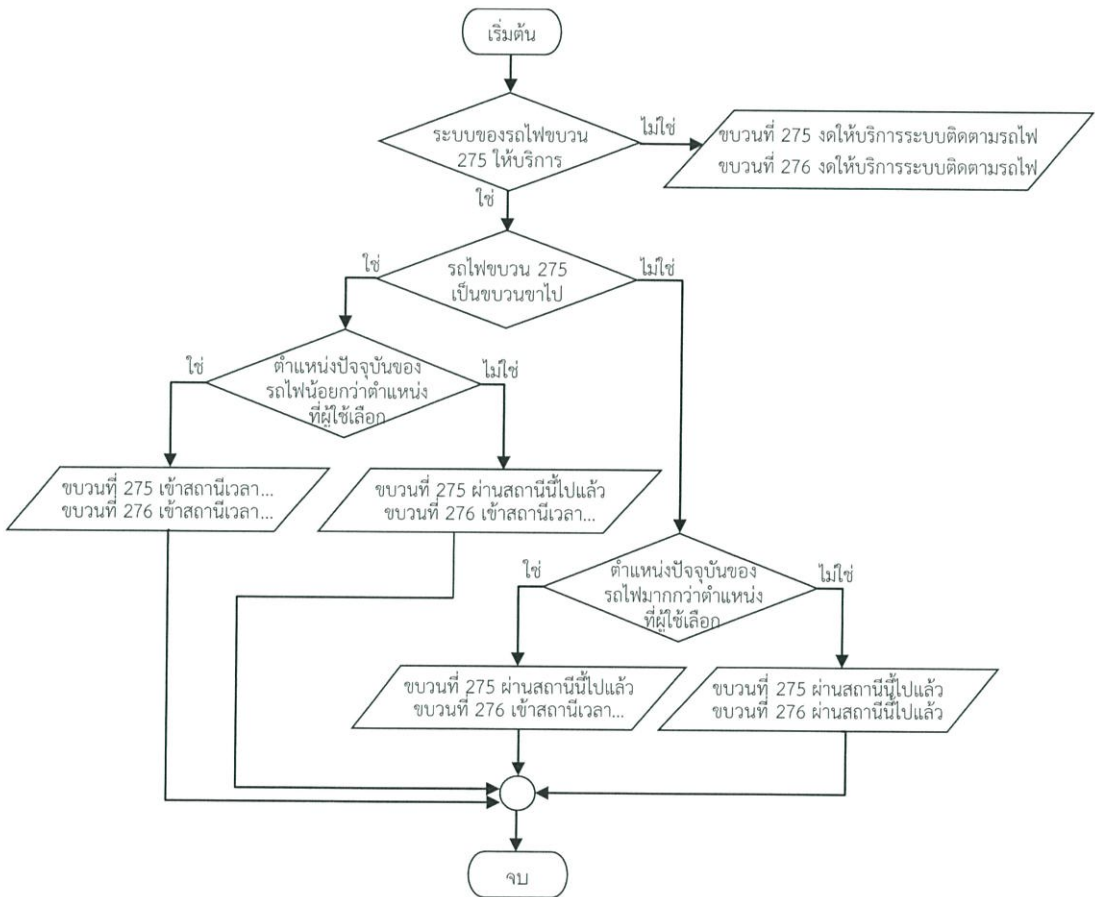 เริ่มต้น
ระบบของรถไฟขบวน
275 ให้บริการ
ไม่ใช่
ขบวนที่ 275 งดให้บริการระบบติดตามรถไฟ
ขบวนที่ 276 งดให้บริการระบบติดตามรถไฟ
ใช่
ใช่
รถไฟขบวน 275
เป็นขบวนขาไป
ไม่ใช่
ใช่
ตำแหน่งปัจจุบันของ
รถไฟน้อยกว่าตำแหน่ง
ที่ผู้ใช้เลือก
ไม่ใช่
ขบวนที่ 275 เข้าสถานีเวลา...
ขบวนที่ 276 เข้าสถานีเวลา...
ขบวนที่ 275 ผ่านสถานีนี้ไปแล้ว
ขบวนที่ 276 เข้าสถานีเวลา...
ใช่
ตำแหน่งปัจจุบันของ
รถไฟมากกว่าตำแหน่ง
ที่ผู้ใช้เลือก
ไม่ใช่
ขบวนที่ 275 ผ่านสถานีนี้ไปแล้ว
ขบวนที่ 276 เข้าสถานีเวลา...
ขบวนที่ 275 ผ่านสถานีนี้ไปแล้ว
ขบวนที่ 276 ผ่านสถานีนี้ไปแล้ว
จบ